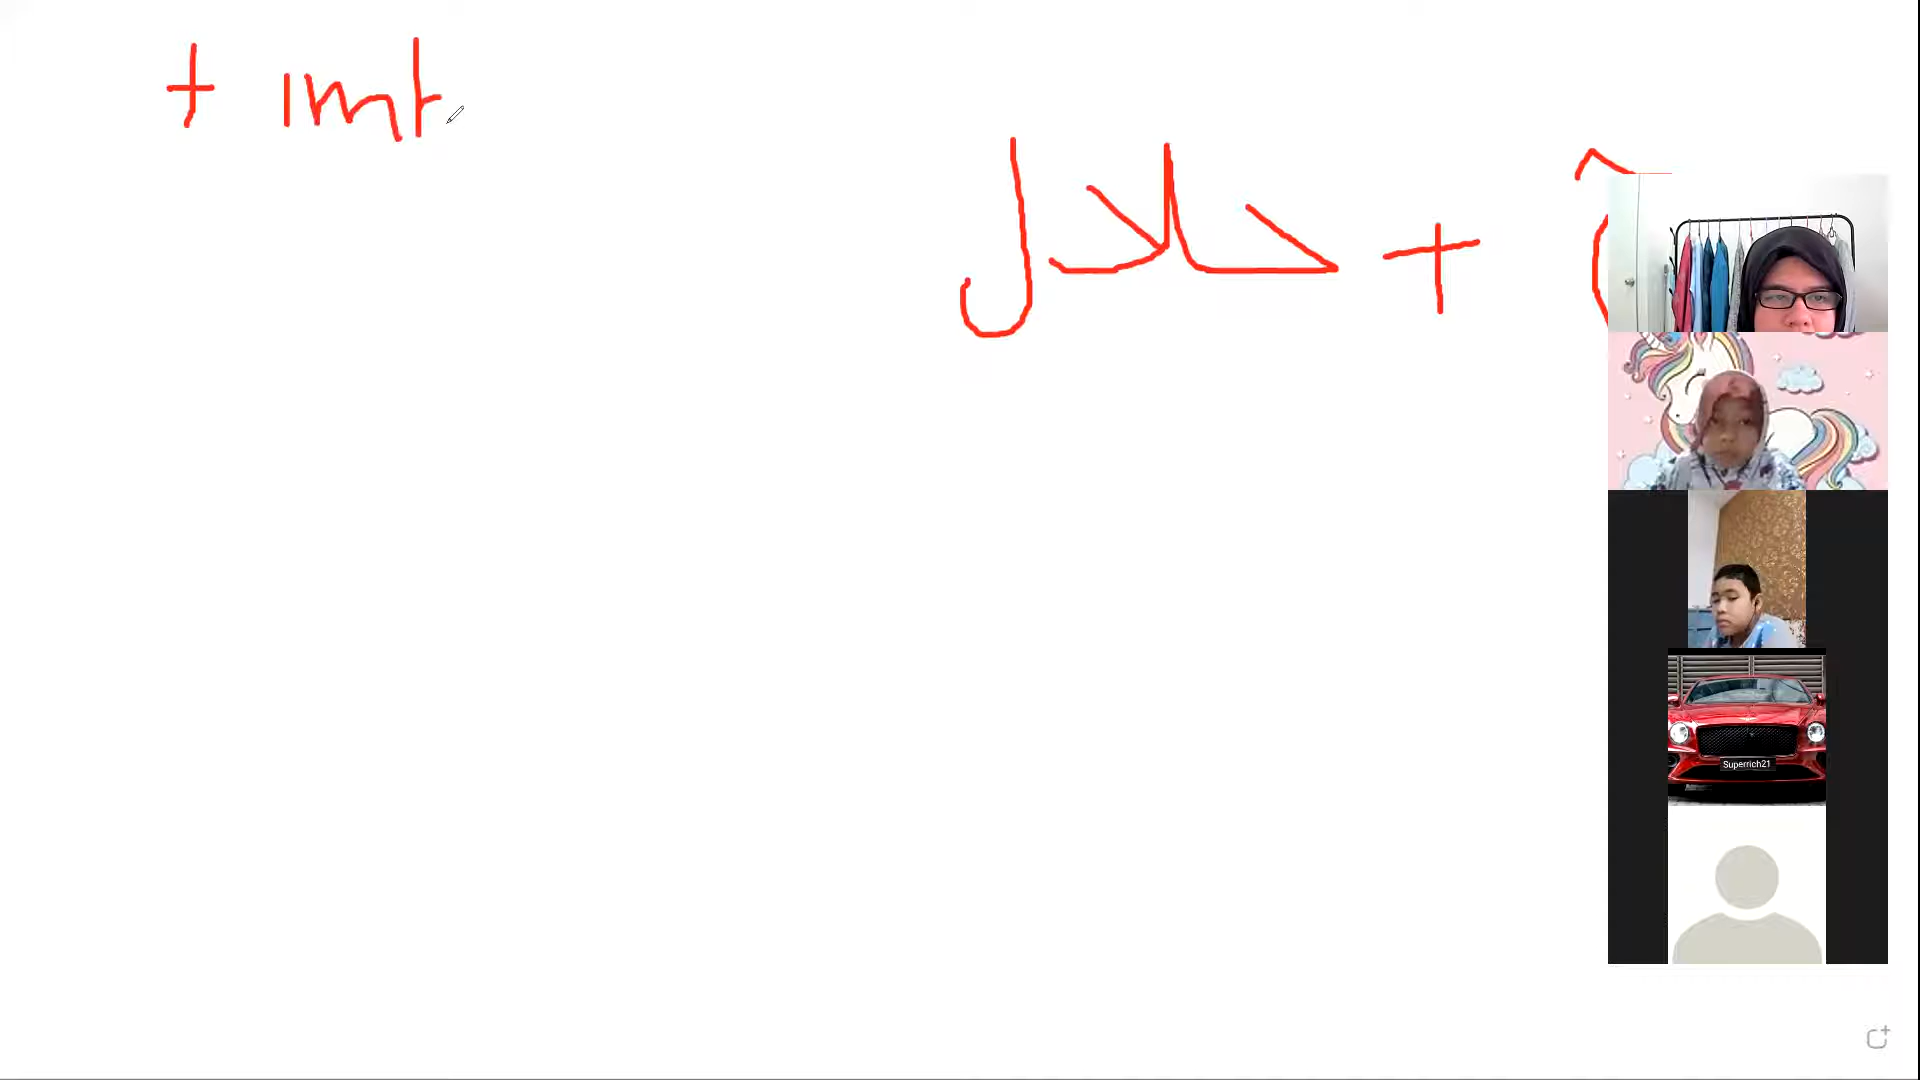 + imt
حلال +
Superrich21